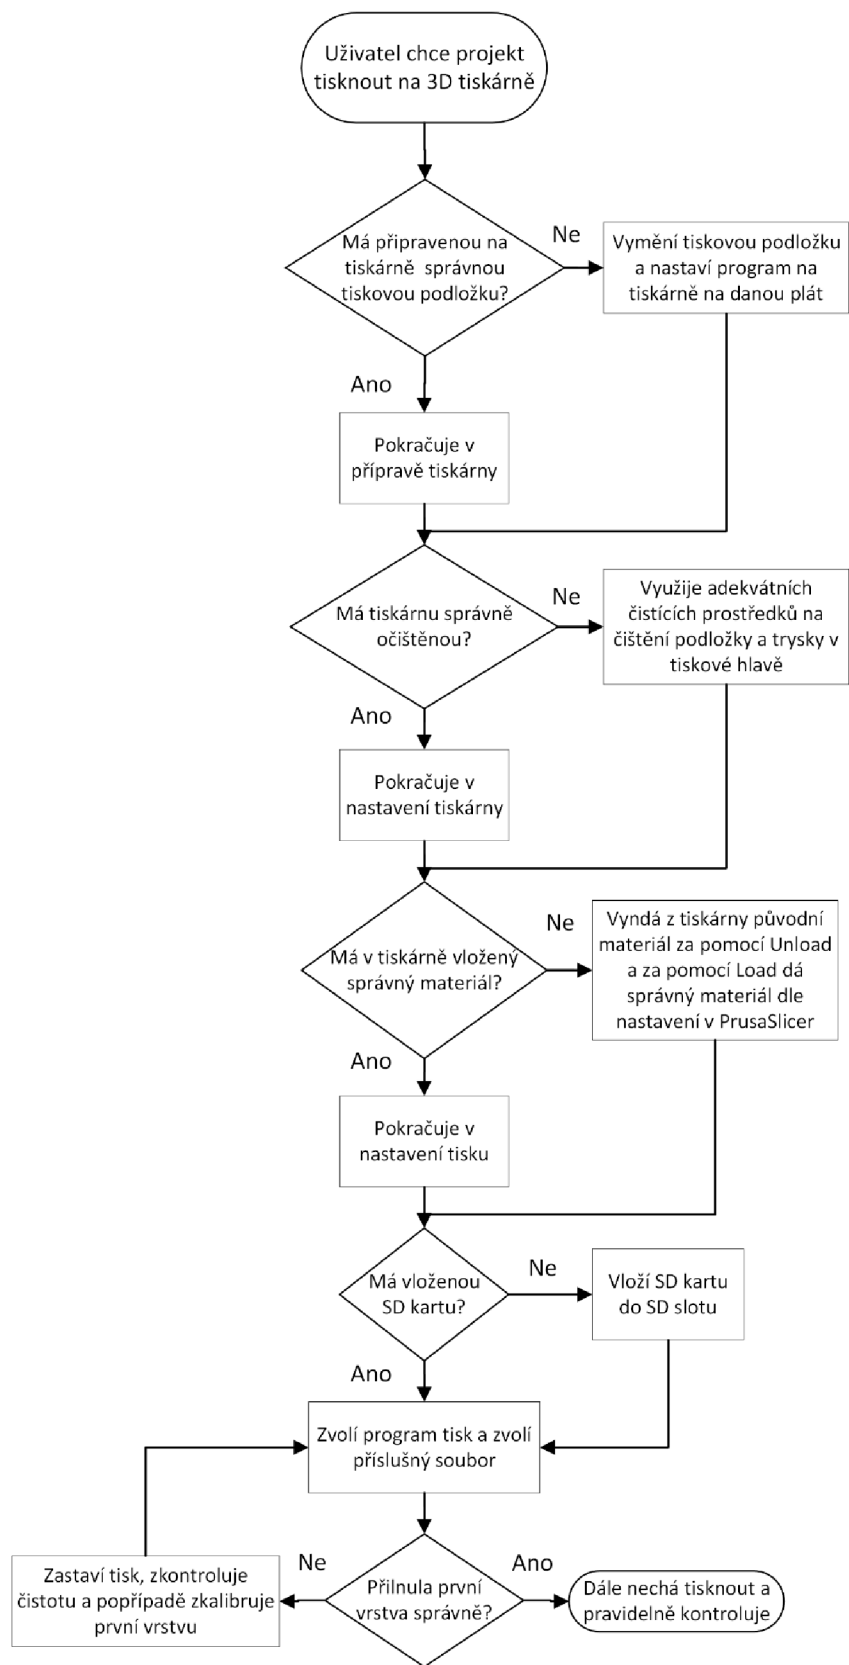 Uživatel chce projekt
tisknout na 3D tiskárně
Má připravenou na
tiskárně správnou
tiskovou podložku?
Ne
Vymění tiskovou podložku
a nastaví program na
tiskárně na danou plát
Ano
Pokračuje v
přípravě tiskárny
Má tiskárnu správně
očištěnou?
Ne
Využije adekvátních
čistících prostředků na
čištění podložky a trysky v
tiskové hlavě
Ano
Pokračuje v
nastavení tiskárny
Má v tiskárně vložený
správný materiál?
Ne
Vyndá z tiskárny původní
materiál za pomocí Unload
a za pomocí Load dá
správný materiál dle
nastavení v PrusaSlicer
Ano
Pokračuje v
nastavení tisku
Má vloženou
SD kartu?
Ne
Vloží SD kartu
do SD slotu
Ano
Zvolí program tisk a zvolí
příslušný soubor
Přilnula první
vrstva správně?
Ne
Zastaví tisk, zkontroluje
čistotu a popřípadě zkalibruje
první vrstvu
Ano
Dále nechá tisknout a
pravidelně kontroluje